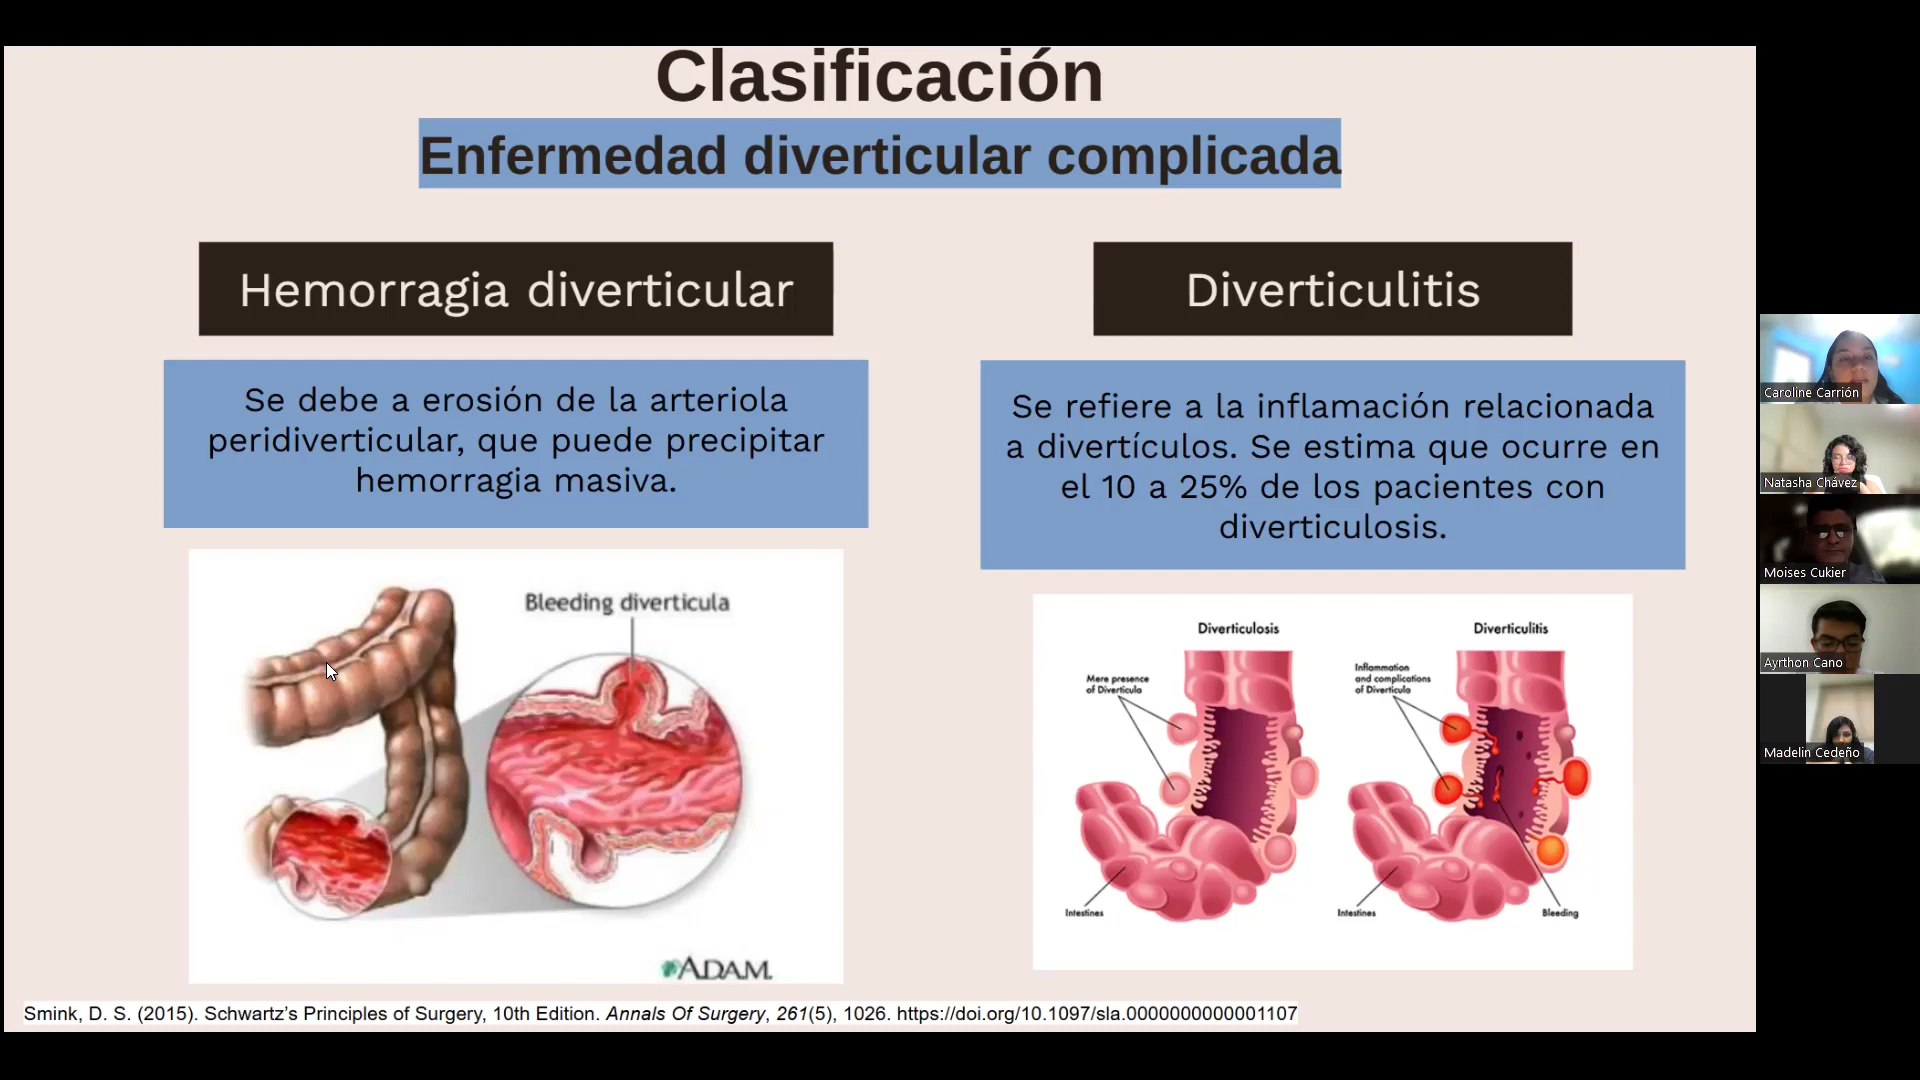 Clasificación
Enfermedad diverticular complicada
Hemorragia diverticular
Se debe a erosión de la arteriola
peridiverticular, que puede precipitar
hemorragia masiva.
Bleeding diverticula
ADAM.
Diverticulitis
Se refiere a la inflamación relacionada
a divertículos. Se estima que ocurre en
el 10 a 25% de los pacientes con
diverticulosis.
Diverticulosis
Mere presence
of Diverticula
Intestines
Diverticulitis
Inflammation
and complications
of Diverticula
Intestines
Bleeding
Smink, D. S. (2015). Schwartz’s Principles of Surgery, 10th Edition. Annals Of Surgery, 261(5), 1026. https://doi.org/10.1097/sla.0000000000001107
Caroline Carrión
Natasha Chávez
Moises Cukier
Ayrthon Cano
Madelin Cedeño